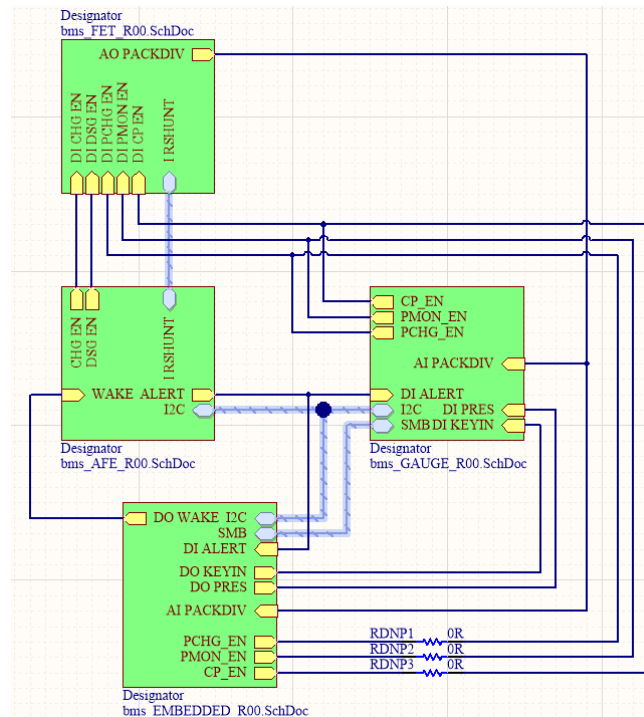 Designator
bms_FET_R00.SchDoc
AO PACKDIV
DI CHG EN
DI DSG EN
DI PCHG EN
DI PMON EN
DI CP EN
I RSHUNT
CHG EN
DSG EN
I RSHUNT
WAKE ALERT
I2C
Designator
bms_AFE_R00.SchDoc
CP_EN
PMON_EN
PCHG_EN
AI PACKDIV
DI ALERT
I2C DI PRES
SMB DI KEYIN
Designator
bms_GAUGE_R00.SchDoc
DO WAKE I2C
SMB
DI ALERT
DO KEYIN
DO PRES
AI PACKDIV
PCHG_EN
PMON_EN
CP_EN
RDNP1 0R
RDNP2 0R
RDNP3 0R
Designator
bms_EMBEDDED_R00.SchDoc